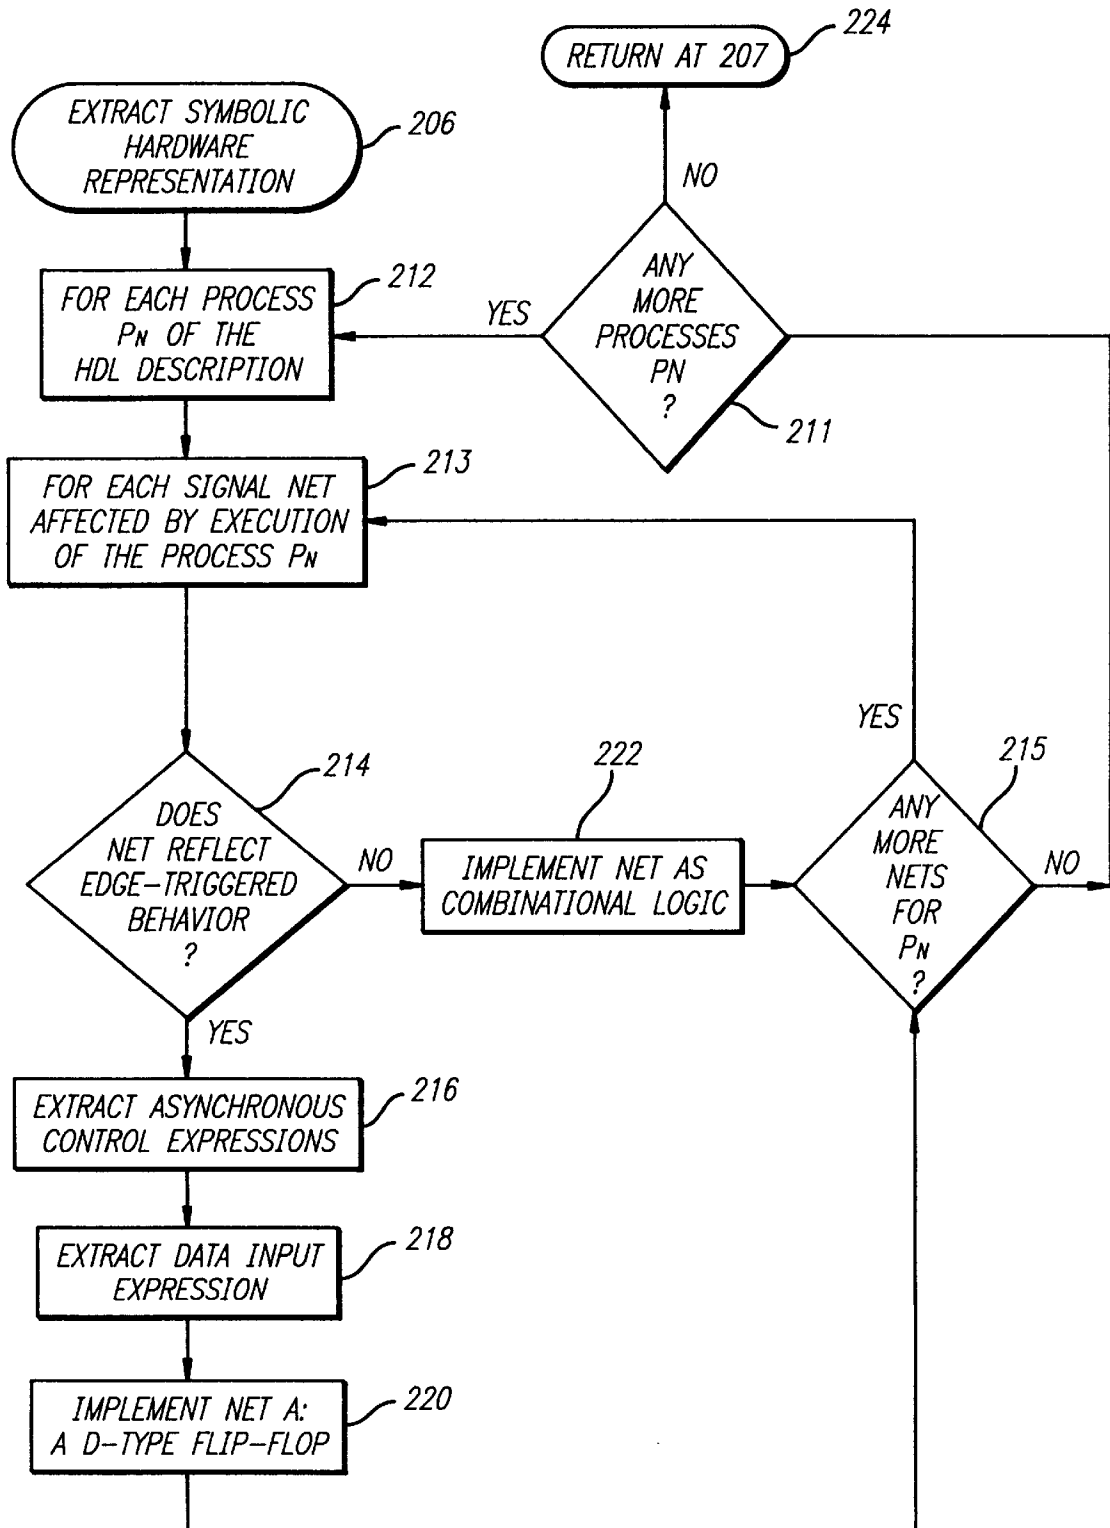 224
RETURN AT 207
EXTRACT SYMBOLIC
HARDWARE
REPRESENTATION
206
NO
212
FOR EACH PROCESS
PN OF THE
HDL DESCRIPTION
YES
ANY
MORE
PROCESSES
PN
?
211
213
FOR EACH SIGNAL NET
AFFECTED BY EXECUTION
OF THE PROCESS PN
YES
214
DOES
NET REFLECT
EDGE-TRIGGERED
BEHAVIOR
?
NO
222
IMPLEMENT NET AS
COMBINATIONAL LOGIC
215
ANY
MORE
NETS
FOR
PN
?
NO
YES
216
EXTRACT ASYNCHRONOUS
CONTROL EXPRESSIONS
218
EXTRACT DATA INPUT
EXPRESSION
220
IMPLEMENT NET A:
A D-TYPE FLIP-FLOP